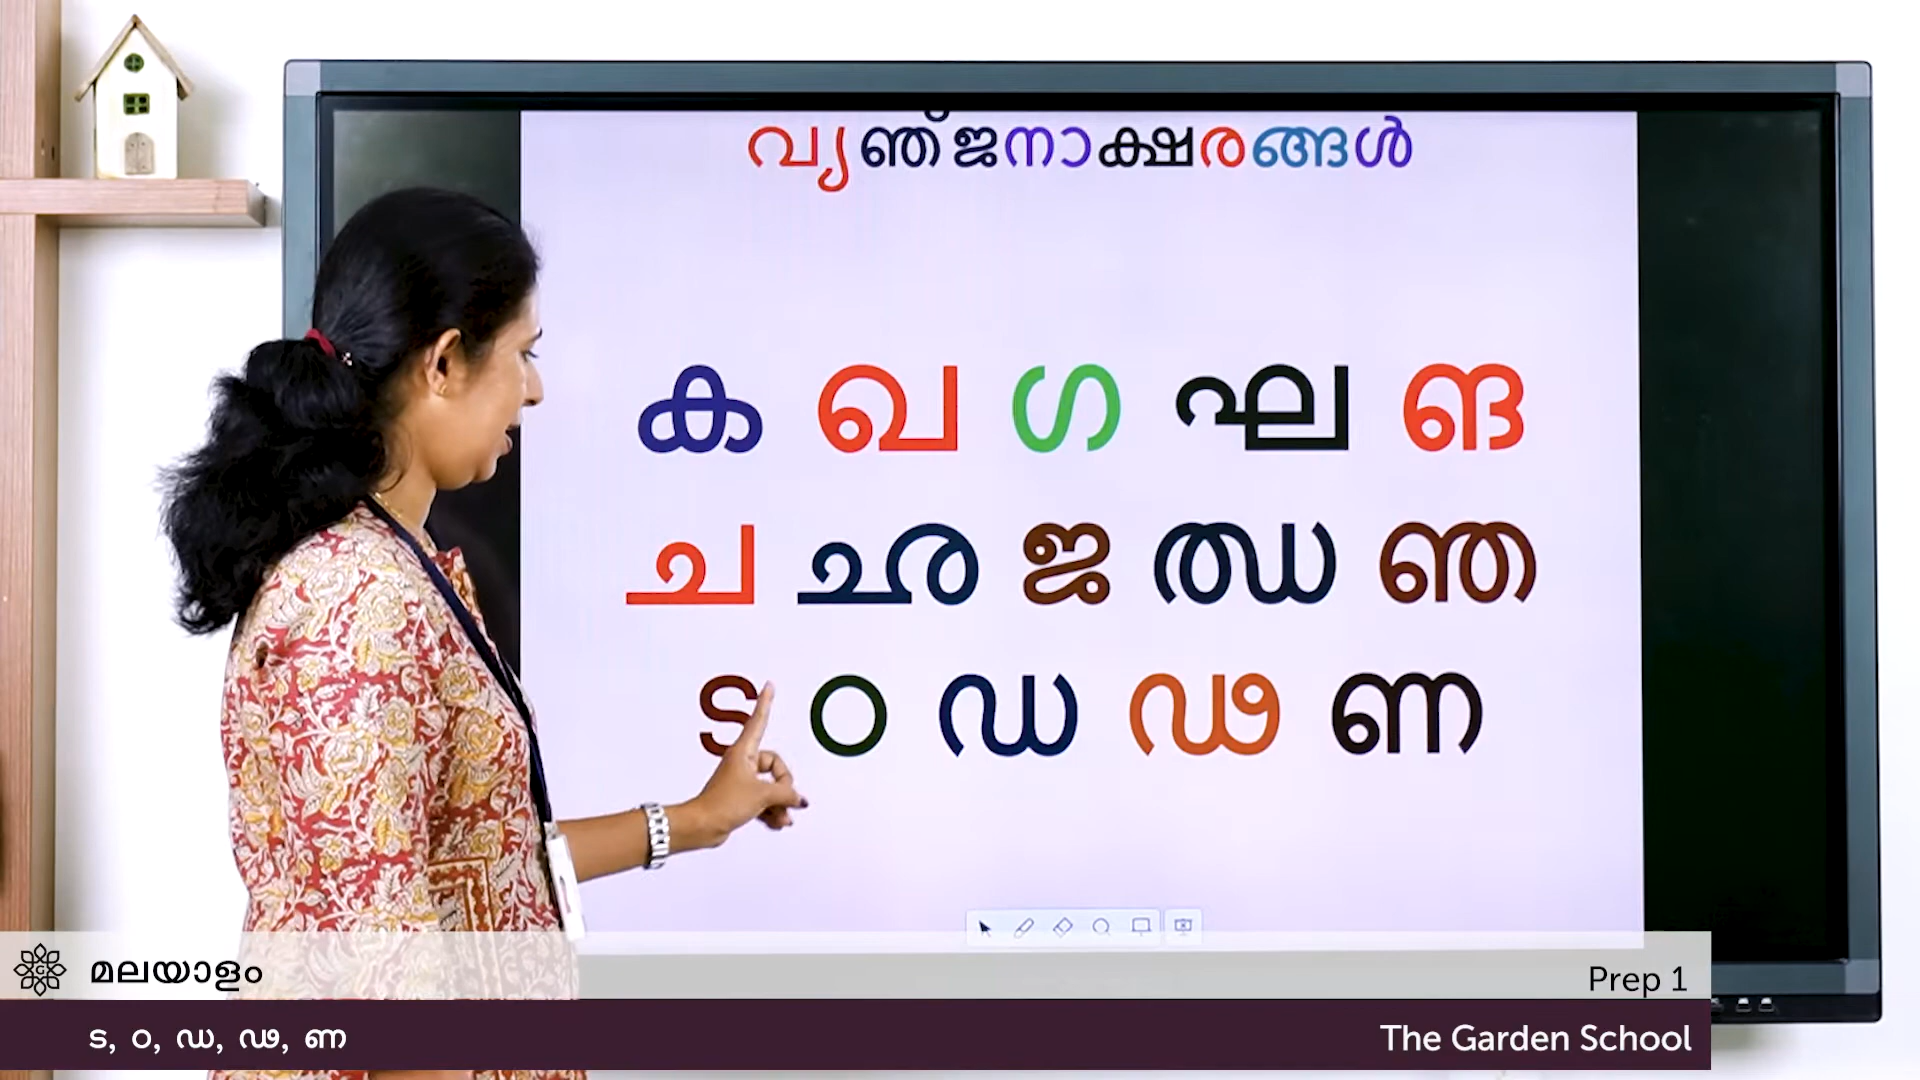 വ്യഞ്ജനാക്ഷരങ്ങൾ
ക ഖ ഗ ഘ ങ
ച ഛ ജ ഝ ഞ
ട ഠ ഡ ഢ ണ
മലയാളം
Prep 1
ട, ഠ, ഡ, ഢ, ണ
The Garden School